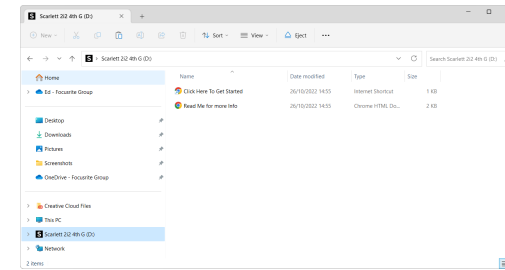 Scarlett 2i2 4th G (D:)
New
Sort
View
Eject
Scarlett 2i2 4th G (D:)
Search Scarlett 2i2 4th G (D:)
Name
Date modified
Type
Size
Home
Ed - Focusrite Group
Click Here To Get Started
26/10/2022 14:55
Internet Shortcut
1 KB
Read Me for more Info
26/10/2022 14:55
Chrome HTML Do...
2 KB
Desktop
Downloads
Pictures
Screenshots
OneDrive - Focusrite Group
Creative Cloud Files
This PC
Scarlett 2i2 4th G (D:)
Network
2 items